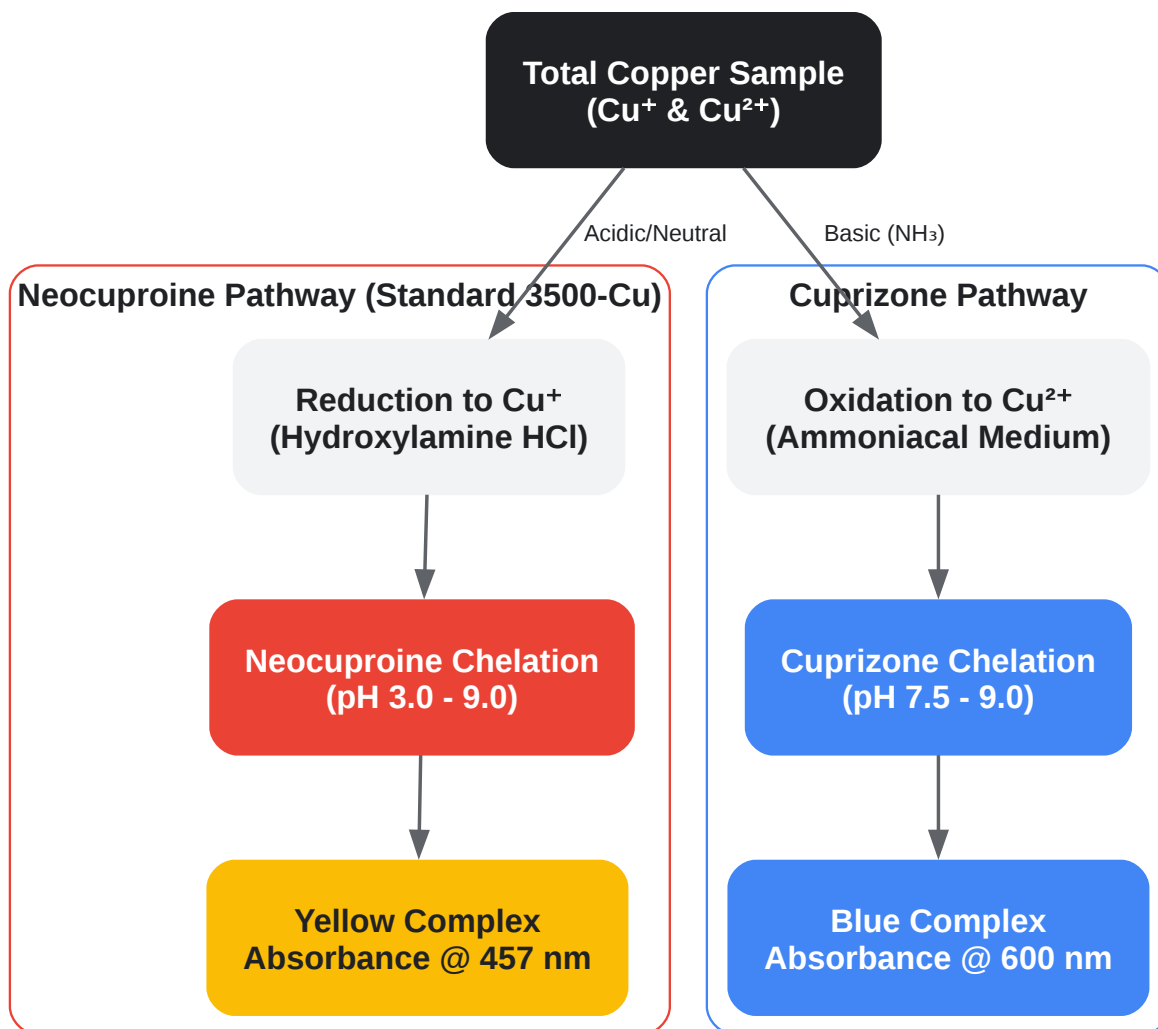 Total Copper Sample
(Cu⁺ & Cu²⁺)
Acidic/Neutral
Basic (NH₃)
Neocuproine Pathway (Standard 3500-Cu)
Cuprizone Pathway
Reduction to Cu⁺
(Hydroxylamine HCl)
Oxidation to Cu²⁺
(Ammoniacal Medium)
Neocuproine Chelation
(pH 3.0 - 9.0)
Cuprizone Chelation
(pH 7.5 - 9.0)
Yellow Complex
Absorbance @ 457 nm
Blue Complex
Absorbance @ 600 nm